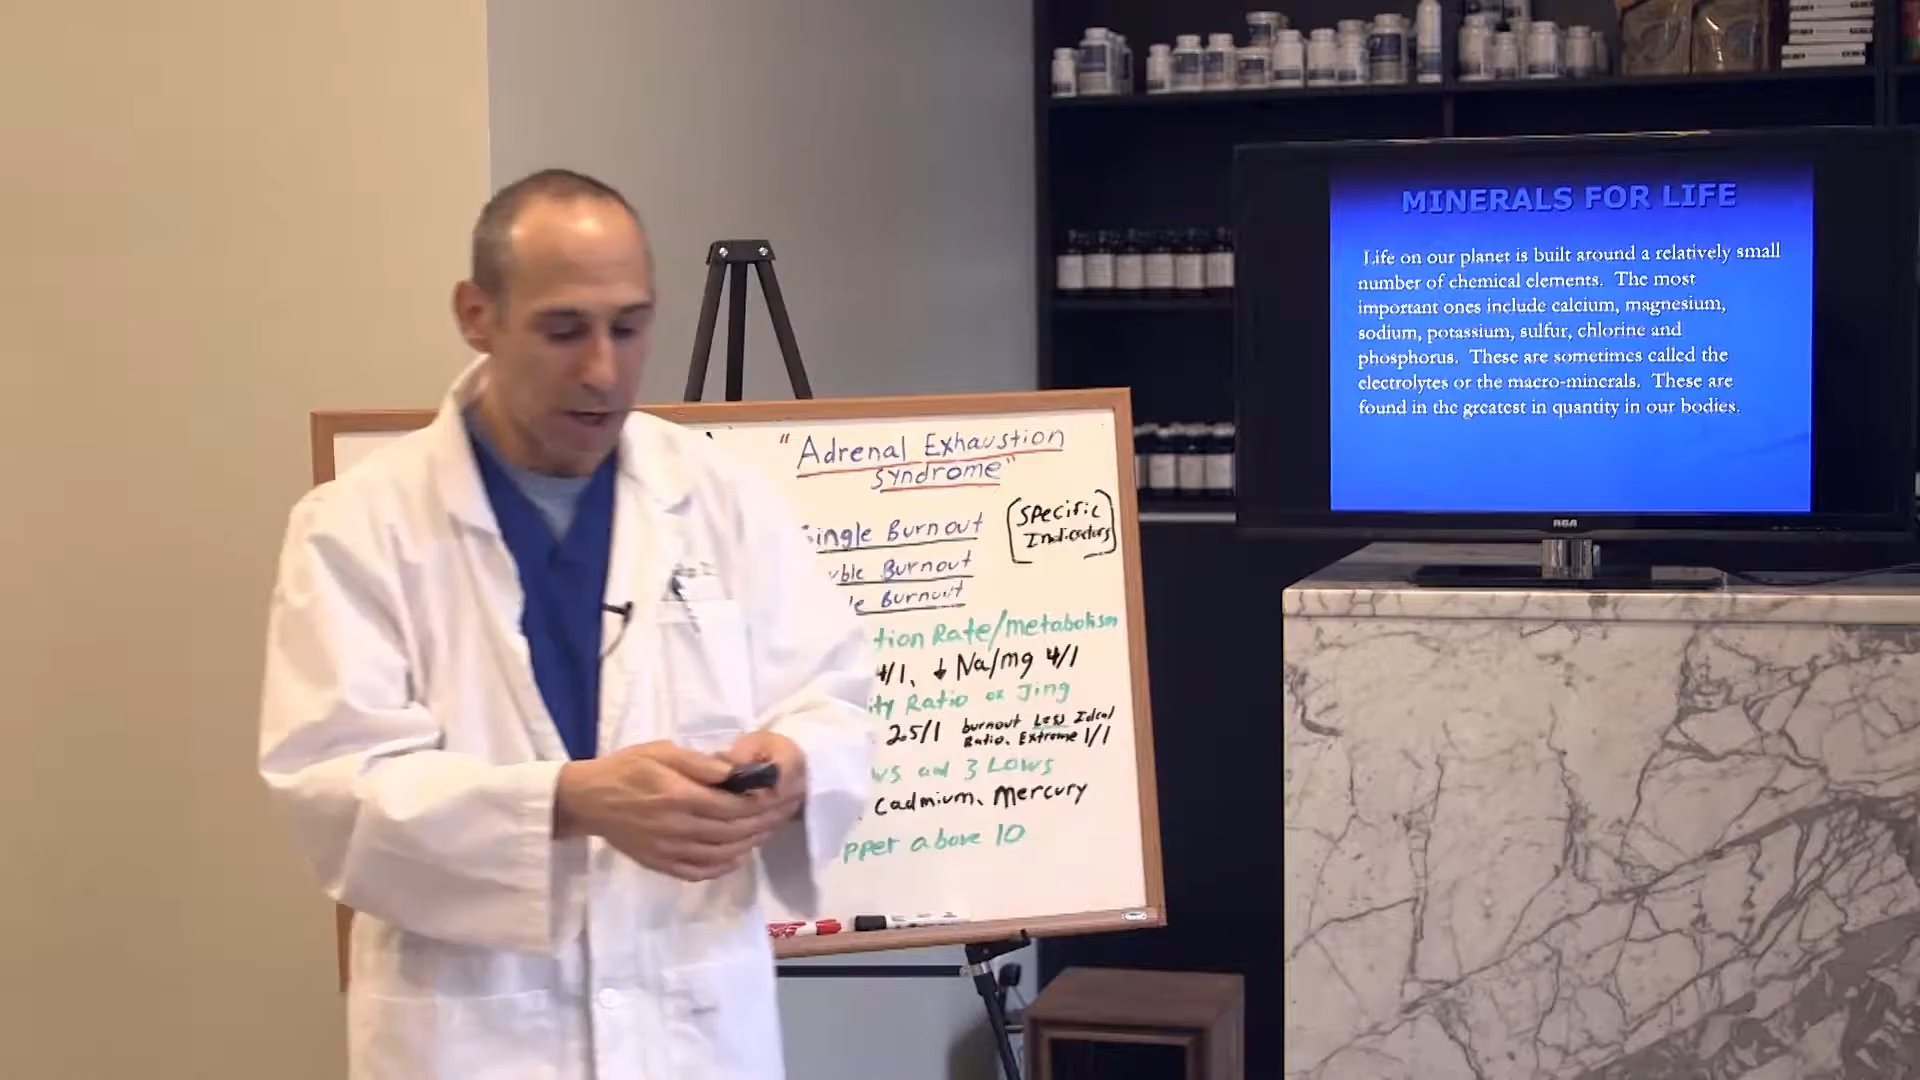 "Adrenal Exhaustion
Syndrome"
Single Burnout
Burnout
Burnout
[Specific
Indicators]
Rate/metabolism
4/1, ↓ Na/mg 4/1
Ratio or Jing
2.5/1 burnout Less Ideal
Ratio. Extreme 1/1
and 3 Lows
Cadmium, Mercury
above 10
MINERALS FOR LIFE
Life on our planet is built around a relatively small
number of chemical elements. The most
important ones include calcium, magnesium,
sodium, potassium, sulfur, chlorine and
phosphorus. These are sometimes called the
electrolytes or the macro-minerals. These are
found in the greatest in quantity in our bodies.
RCA